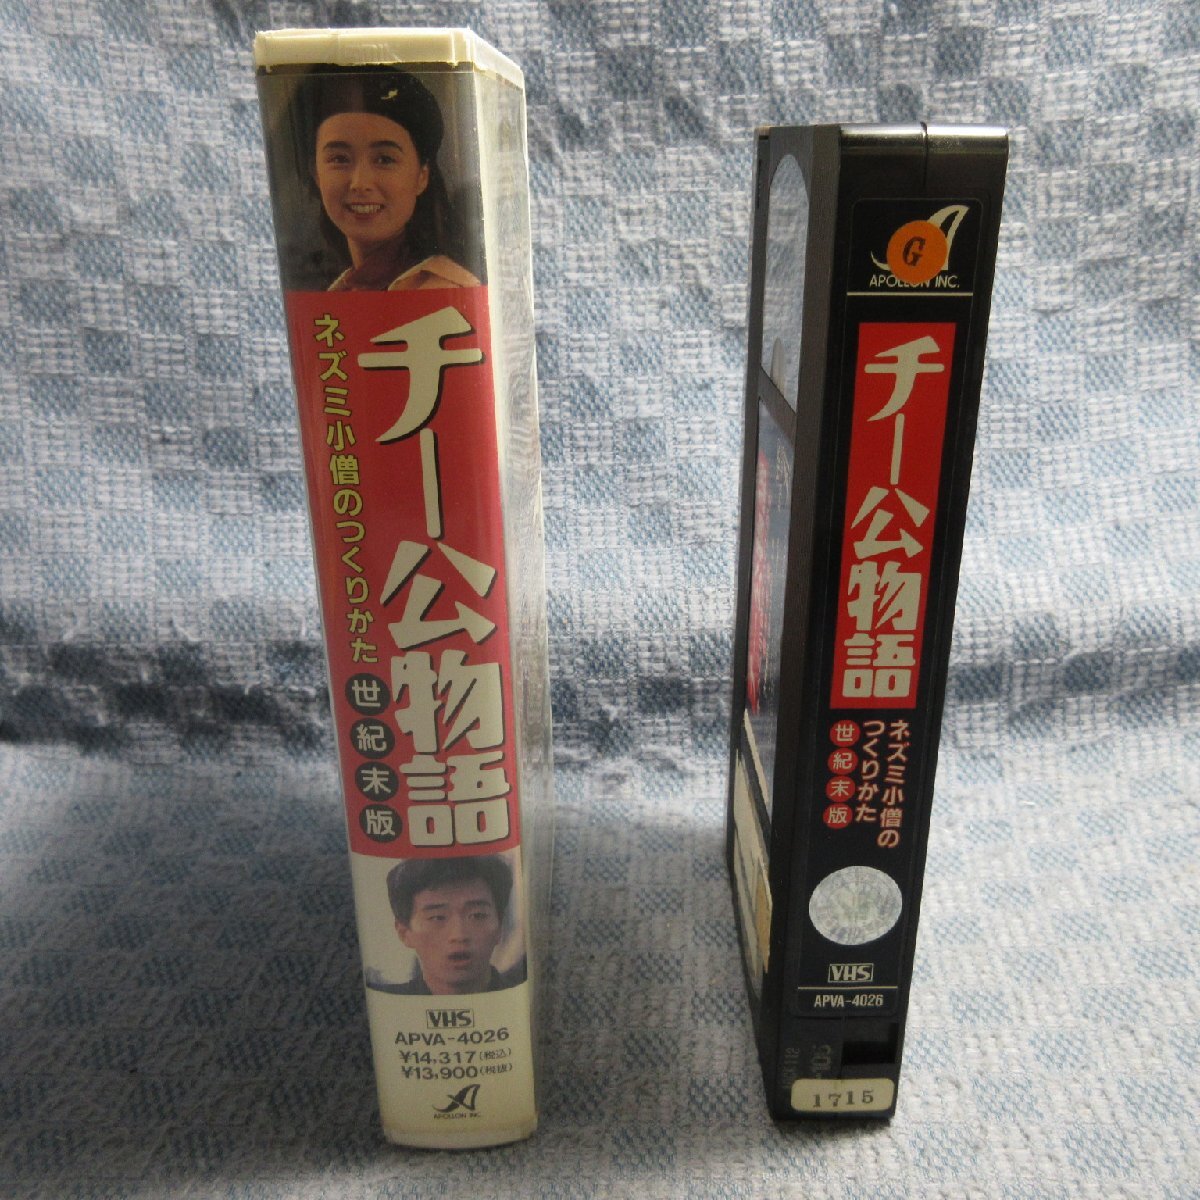 チー公物語
ネズミ小僧のつくりかた
世紀末版
VHS
APVA-4026
¥14,317(税込)
¥13,900(税抜)
APOLLON INC.
G
APOLLON INC.
チー公物語
ネズミ小僧の
つくりかた
世紀末版
VHS
APVA-4026
1715